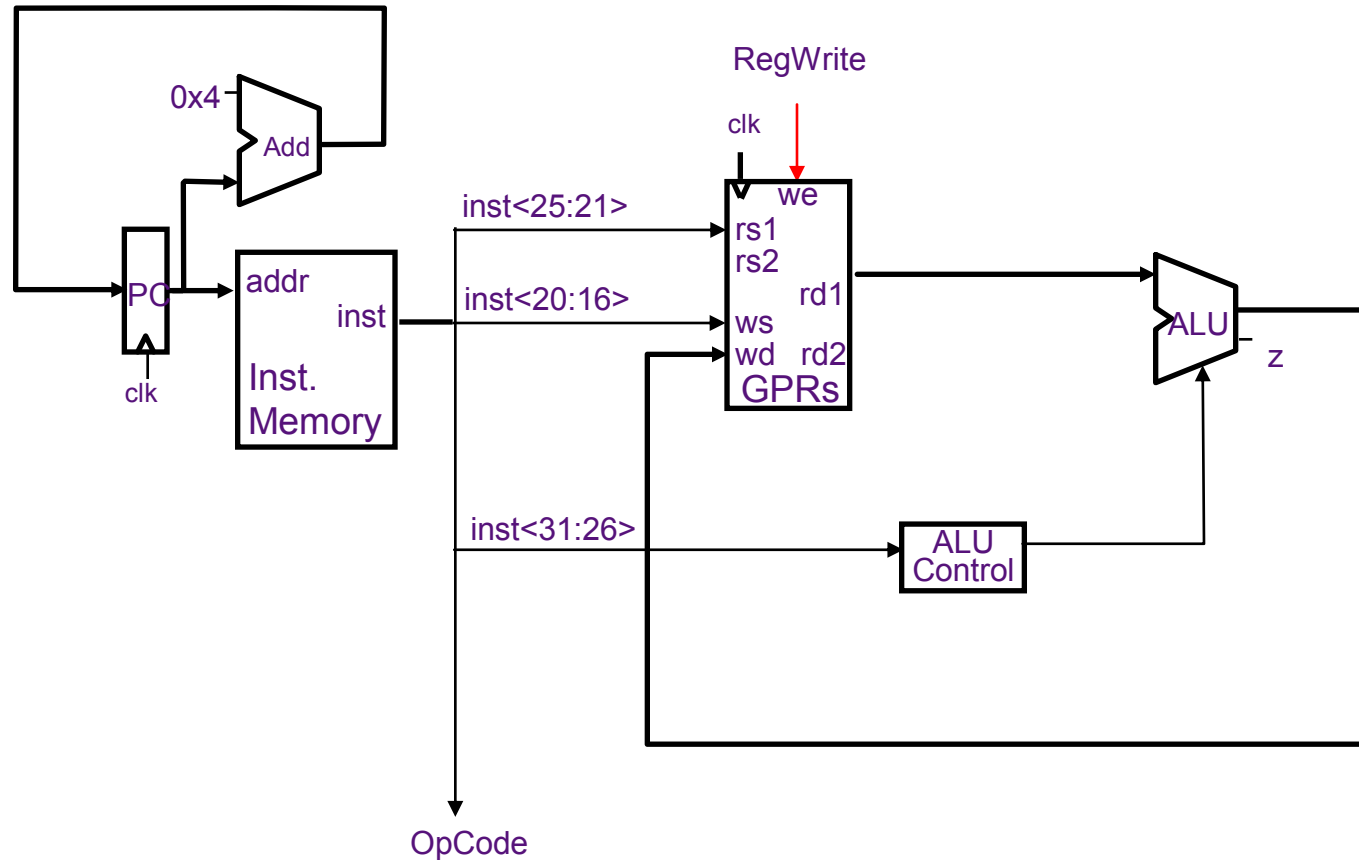 RegWrite
0x4
clk
Add
we
inst<25:21>
rs1
rs2
addr
PC
rd1
inst<20:16>
inst
ws
ALU
wd
rd2
z
Inst.
GPRs
clk
Memory
inst<31:26>
ALU
Control
OpCode